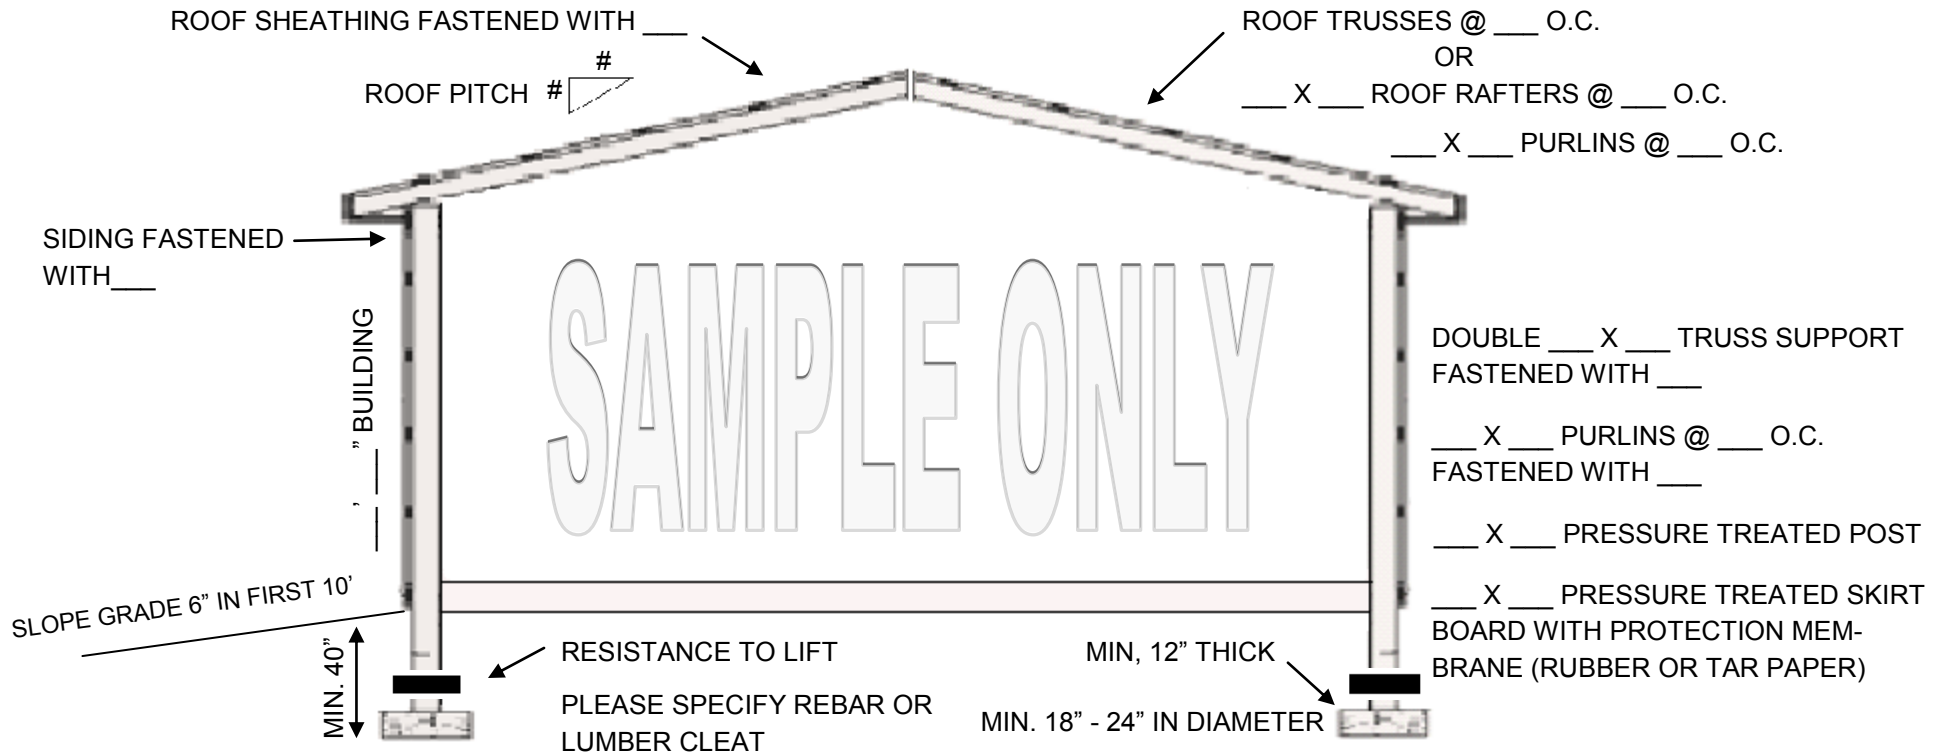 ROOF SHEATHING FASTENED WITH ___
#
ROOF PITCH #
ROOF TRUSSES @ ___ O.C.
OR
___ X ___ ROOF RAFTERS @ ___ O.C.
___ X ___ PURLINS @ ___ O.C.
SIDING FASTENED
WITH___
___’ ___” BUILDING
SAMPLE ONLY
DOUBLE ___ X ___ TRUSS SUPPORT
FASTENED WITH ___
___ X ___ PURLINS @ ___ O.C.
FASTENED WITH ___
___ X ___ PRESSURE TREATED POST
___ X ___ PRESSURE TREATED SKIRT
BOARD WITH PROTECTION MEM-
BRANE (RUBBER OR TAR PAPER)
SLOPE GRADE 6” IN FIRST 10’
MIN. 40”
RESISTANCE TO LIFT
PLEASE SPECIFY REBAR OR
LUMBER CLEAT
MIN, 12” THICK
MIN. 18” - 24” IN DIAMETER